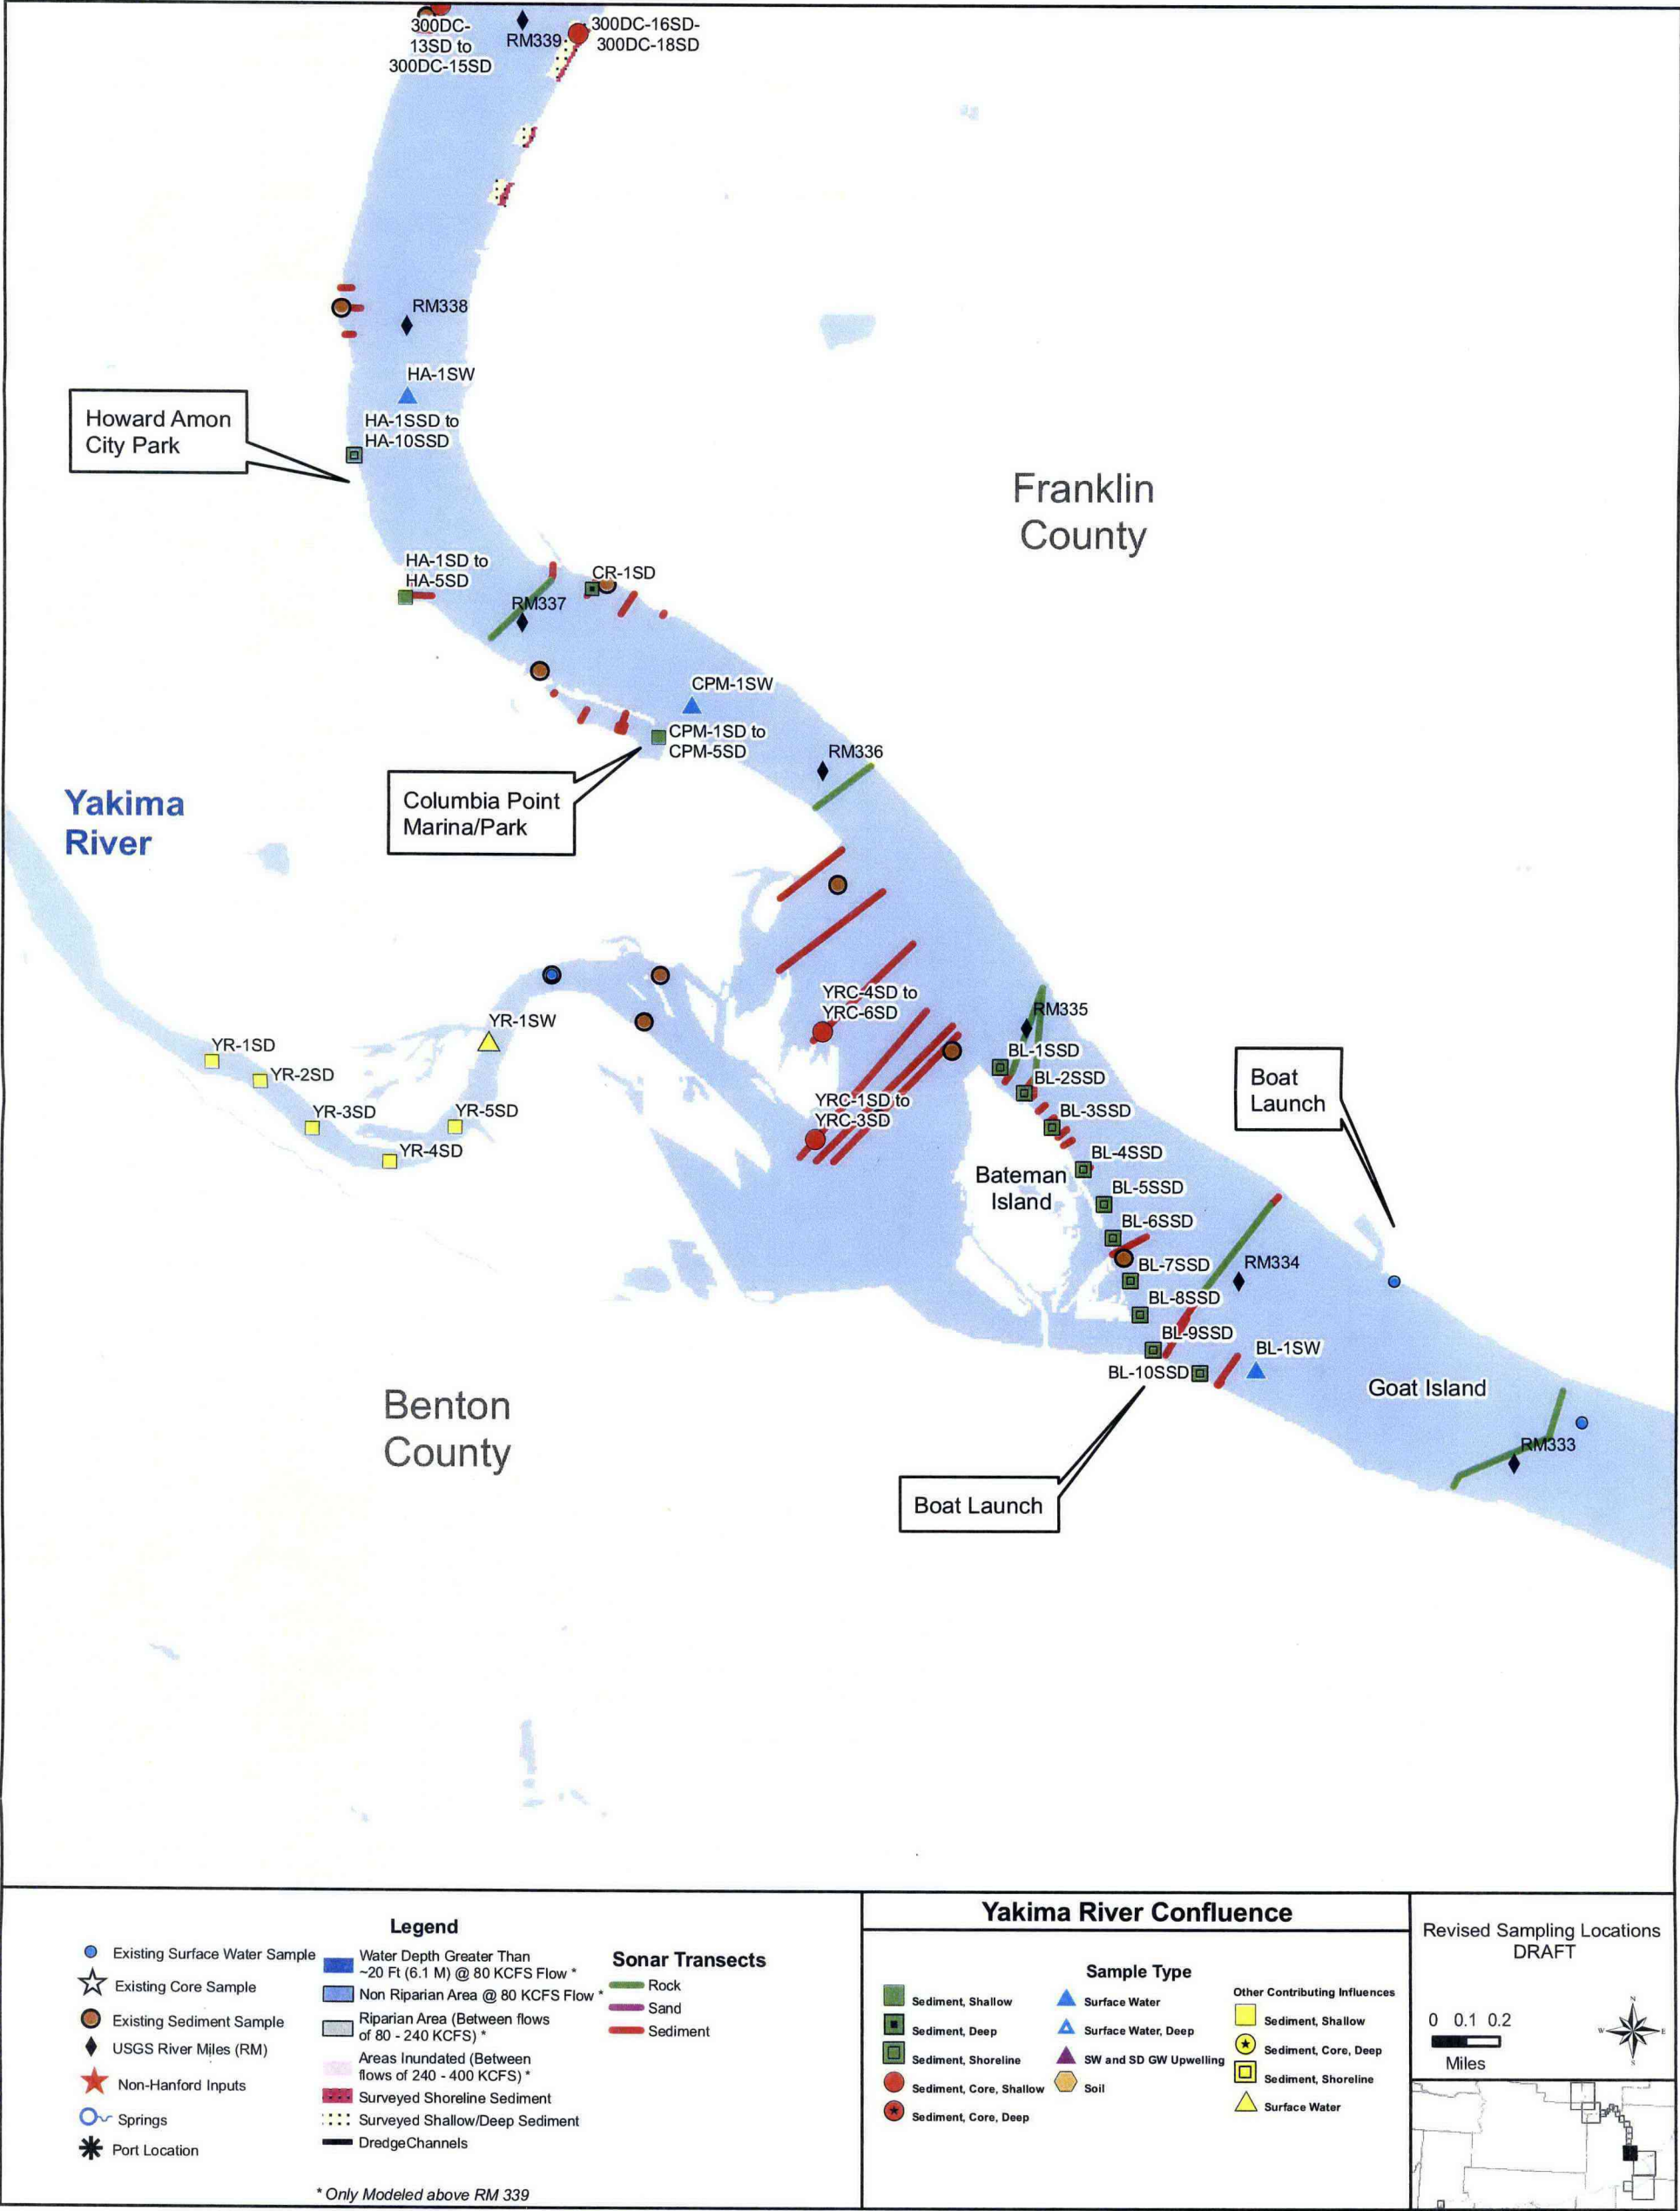 300DC-
13SD to
300DC-15SD
RM339
300DC-16SD-
300DC-18SD
RM338
HA-1SW
Howard Amon
City Park
HA-1SSD to
HA-10SSD
Franklin
County
HA-1SD to
HA-5SD
CR-1SD
RM337
CPM-1SW
CPM-1SD to
CPM-5SD
RM336
Columbia Point
Marina/Park
Yakima
River
YRC-4SD to
YRC-6SD
RM335
YR-1SW
YR-1SD
YR-2SD
YR-3SD
YR-5SD
YR-4SD
BL-1SSD
BL-2SSD
BL-3SSD
YRC-1SD to
YRC-3SD
Boat
Launch
BL-4SSD
Bateman
Island
BL-5SSD
BL-6SSD
BL-7SSD
RM334
BL-8SSD
BL-9SSD
BL-1SW
BL-10SSD
Goat Island
Benton
County
RM333
Boat Launch
Legend
Existing Surface Water Sample
Existing Core Sample
Existing Sediment Sample
USGS River Miles (RM)
Non-Hanford Inputs
Springs
Port Location
Water Depth Greater Than
~20 Ft (6.1 M) @ 80 KCFS Flow *
Non Riparian Area @ 80 KCFS Flow *
Riparian Area (Between flows
of 80 - 240 KCFS) *
Areas Inundated (Between
flows of 240 - 400 KCFS) *
Surveyed Shoreline Sediment
Surveyed Shallow/Deep Sediment
DredgeChannels
* Only Modeled above RM 339
Sonar Transects
Rock
Sand
Sediment
Yakima River Confluence
Sample Type
Sediment, Shallow
Sediment, Deep
Sediment, Shoreline
Sediment, Core, Shallow
Sediment, Core, Deep
Surface Water
Surface Water, Deep
SW and SD GW Upwelling
Soil
Other Contributing Influences
Sediment, Shallow
Sediment, Core, Deep
Sediment, Shoreline
Surface Water
Revised Sampling Locations
DRAFT
0 0.1 0.2
Miles
N
W E
S